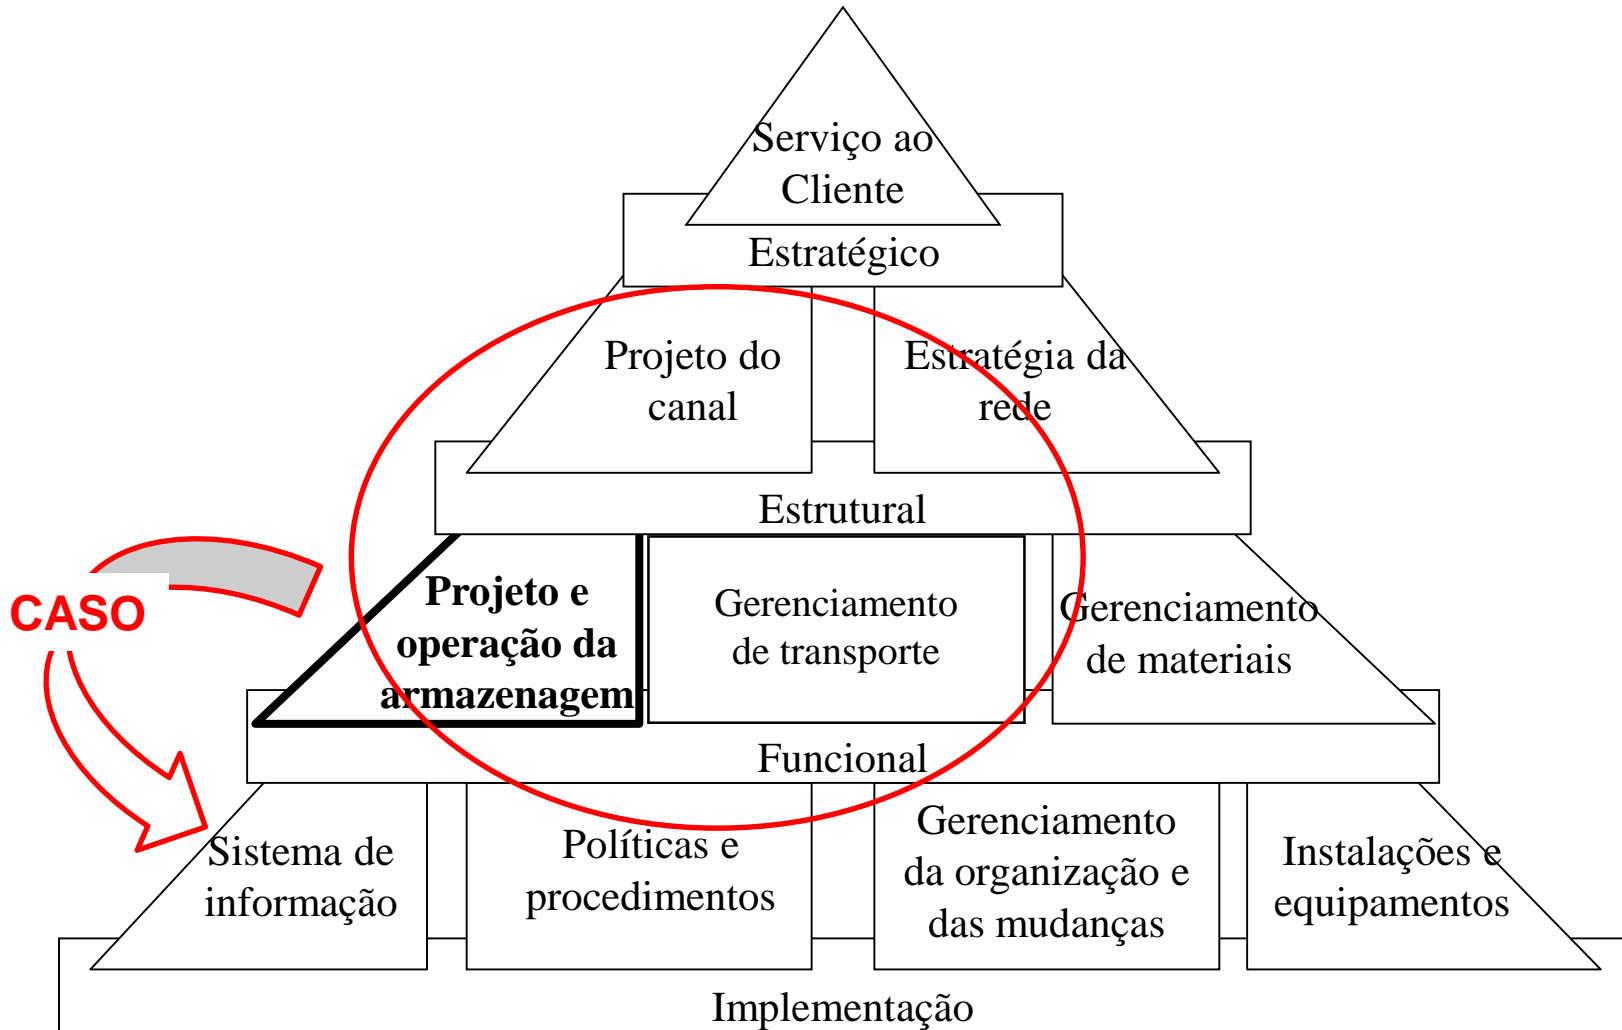 Serviço ao
Cliente
Estratégico
Projeto do
canal
Estratégia da
rede
Estrutural
CASO
Projeto e
operação da
armazenagem
Gerenciamento
de transporte
Gerenciamento
de materiais
Funcional
Sistema de
informação
Políticas e
procedimentos
Gerenciamento
da organização e
das mudanças
Instalações e
equipamentos
Implementação